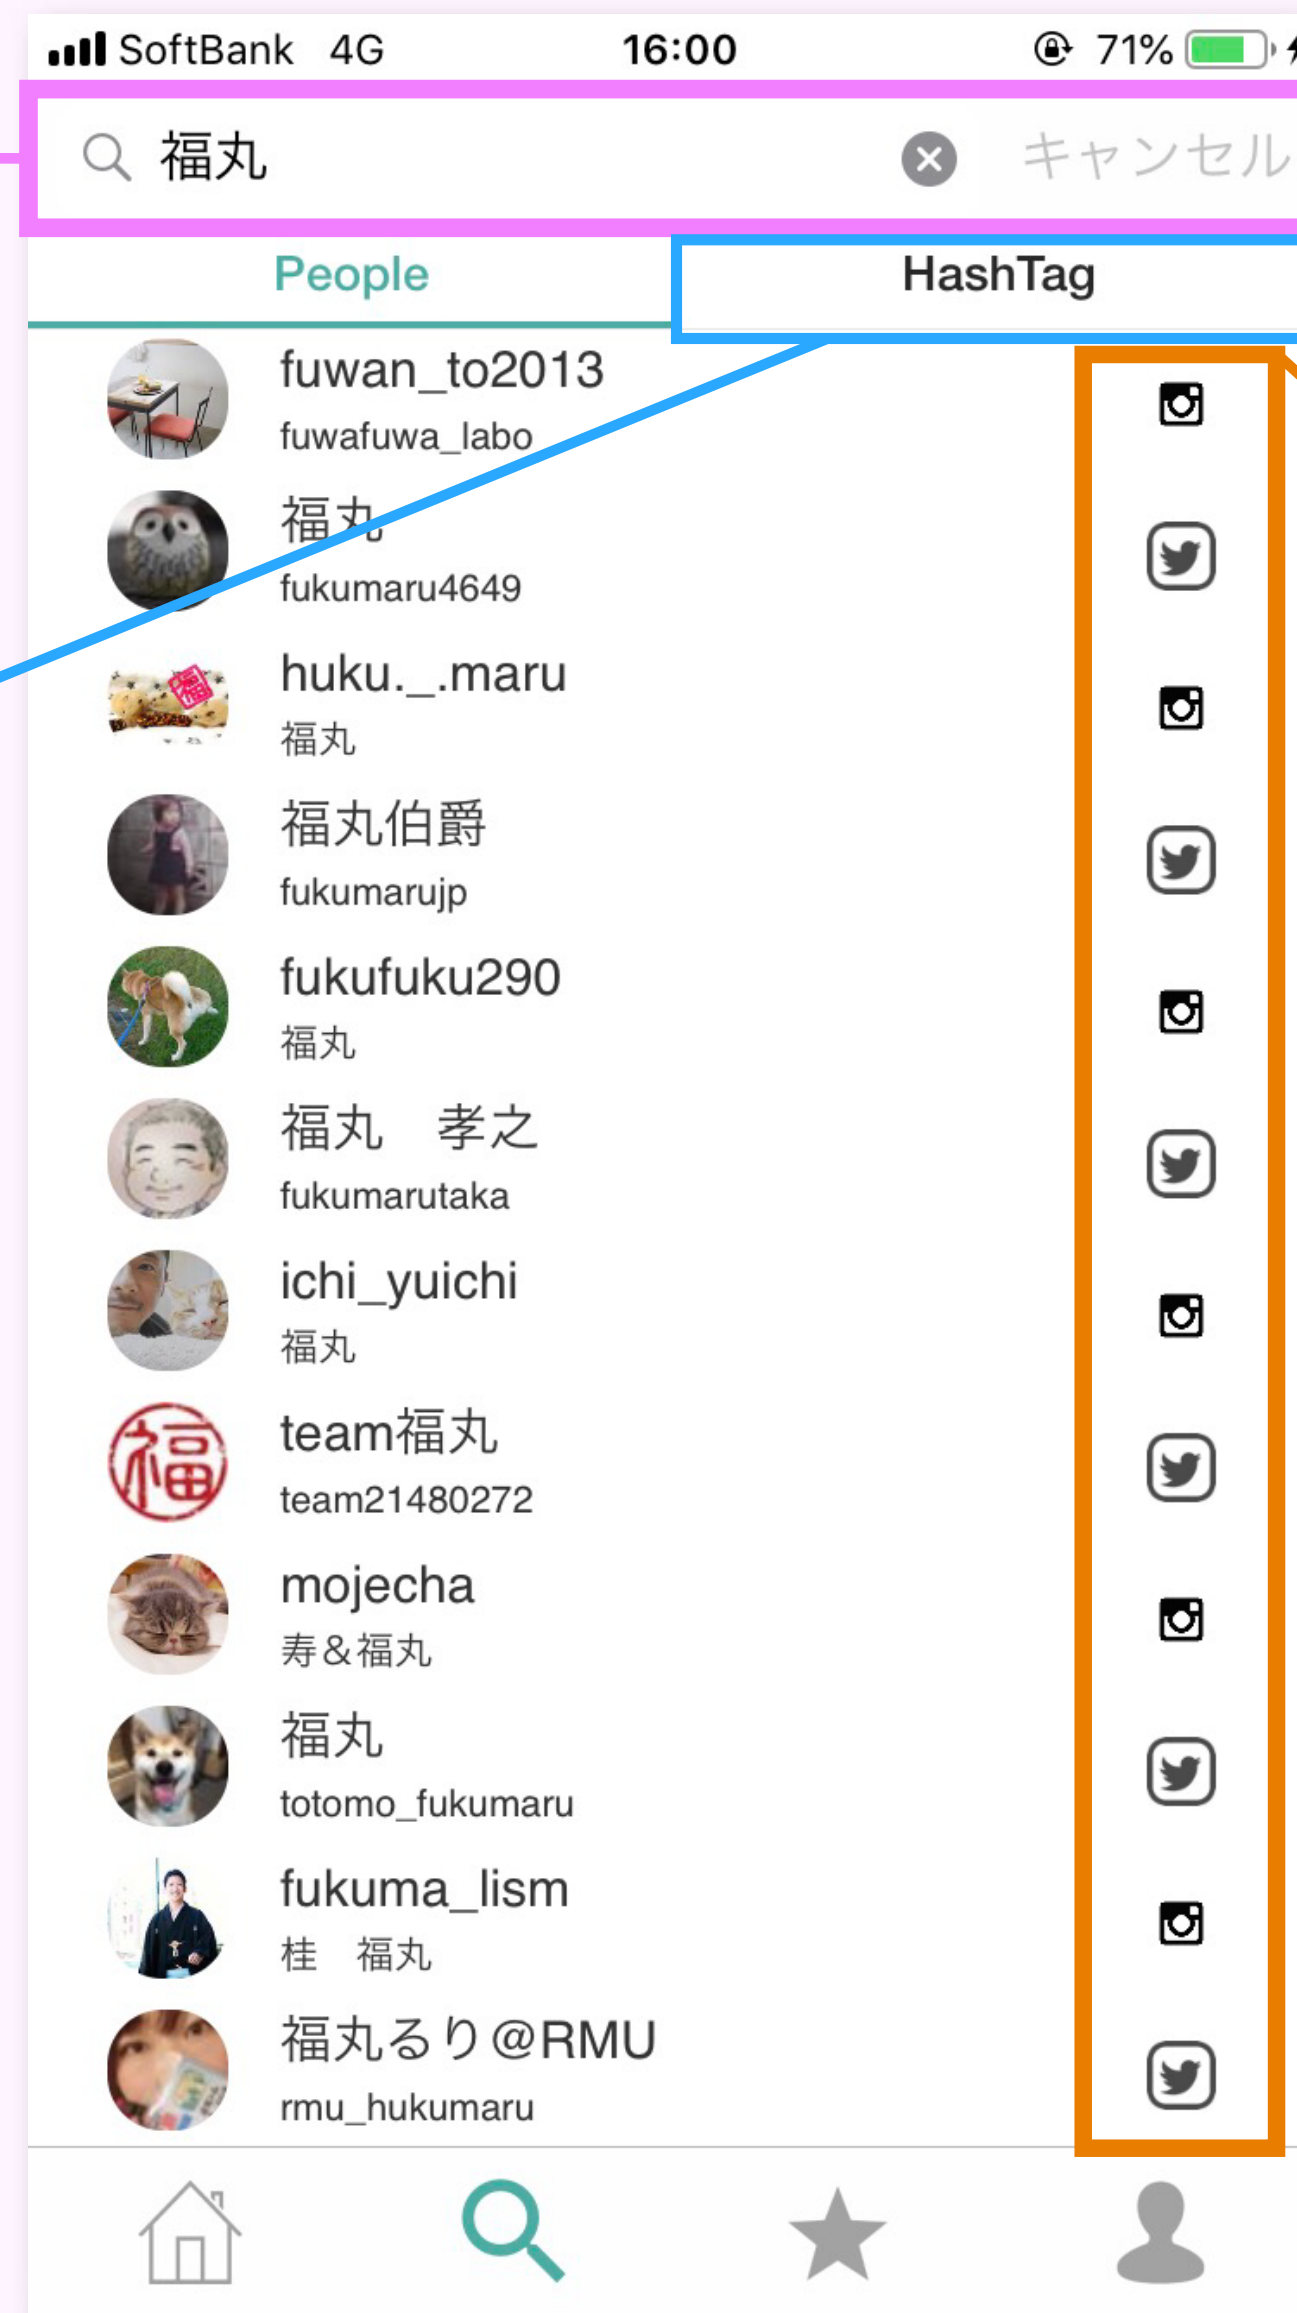 SoftBank 4G 16:00 71%
福丸 キャンセル
People HashTag
fuwan_to2013
fuwafuwa_labo
福丸
fukumaru4649
huku._.maru
福丸
福丸伯爵
fukumarujp
fukufuku290
福丸
福丸　孝之
fukumarutaka
ichi_yuichi
福丸
team福丸
team21480272
mojecha
寿&福丸
福丸
totomo_fukumaru
fukuma_lism
桂　福丸
福丸るり@RMU
rmu_hukumaru
福
福